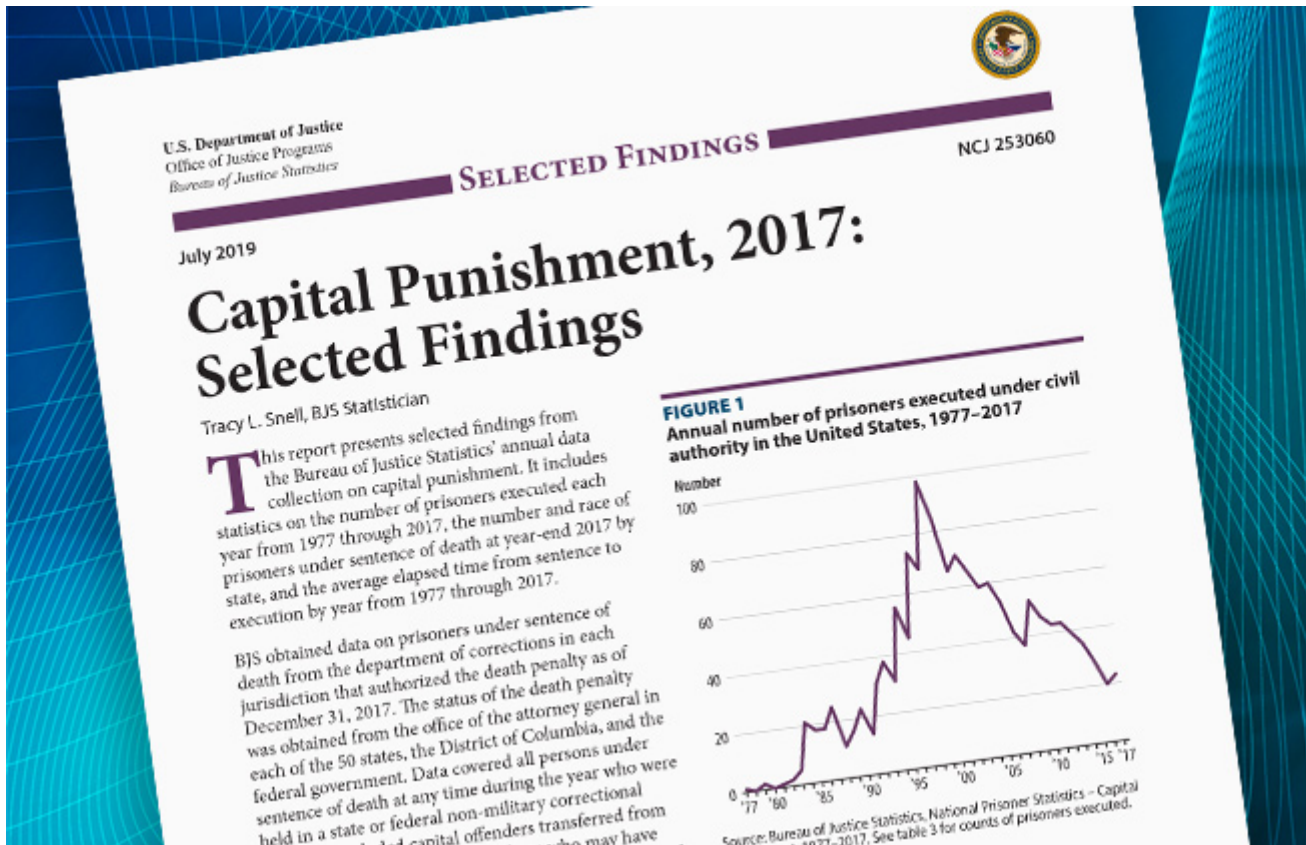 U.S. Department of Justice
Office of Justice Programs
Bureau of Justice Statistics
SELECTED FINDINGS
NCJ 253060
July 2019
Capital Punishment, 2017:
Selected Findings
Tracy L. Snell, BJS Statistician
This report presents selected findings from
the Bureau of Justice Statistics' annual data
collection on capital punishment. It includes
statistics on the number of prisoners executed each
year from 1977 through 2017, the number and race of
prisoners under sentence of death at year-end 2017 by
state, and the average elapsed time from sentence to
execution by year from 1977 through 2017.
BJS obtained data on prisoners under sentence of
death from the department of corrections in each
jurisdiction that authorized the death penalty as of
December 31, 2017. The status of the death penalty
was obtained from the office of the attorney general in
each of the 50 states, the District of Columbia, and the
federal government. Data covered all persons under
sentence of death at any time during the year who were
held in a state or federal non-military correctional
capital offenders transferred from
who may have
FIGURE 1
Annual number of prisoners executed under civil
authority in the United States, 1977–2017
Number
100
80
60
40
20
0
'77 '80 '85 '90 '95 '00 '05 '10 '15 '17
Source: Bureau of Justice Statistics, National Prisoner Statistics – Capital
1977–2017. See table 3 for counts of prisoners executed.